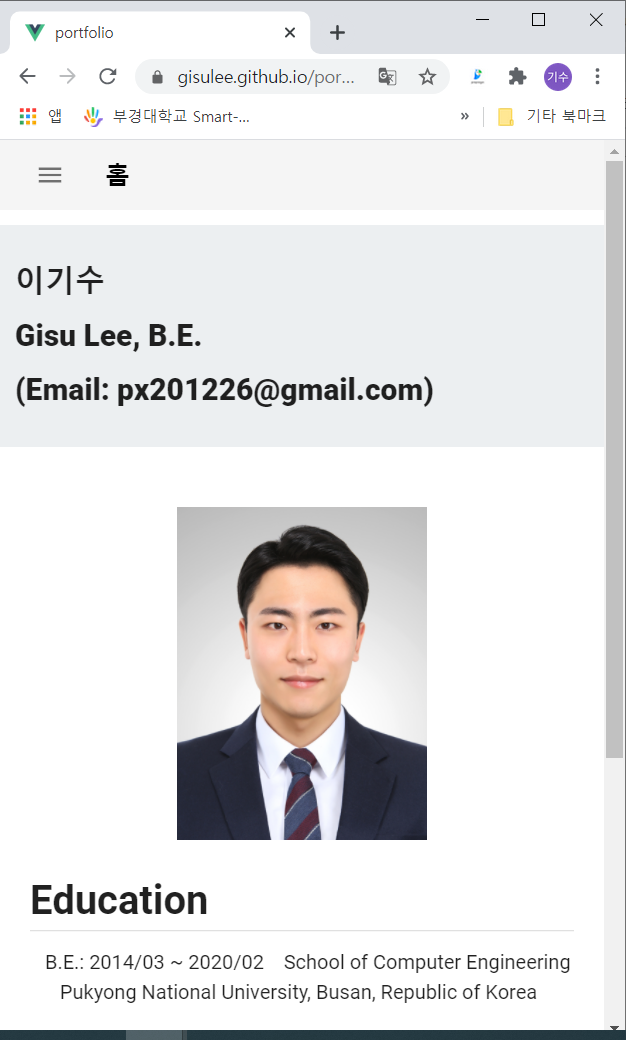 portfolio
gisulee.github.io/por...
기수
앱
부경대학교 Smart-...
»
기타 북마크
홈
이기수
Gisu Lee, B.E.
(Email: px201226@gmail.com)
Education
B.E.: 2014/03 ~ 2020/02 School of Computer Engineering
Pukyong National University, Busan, Republic of Korea